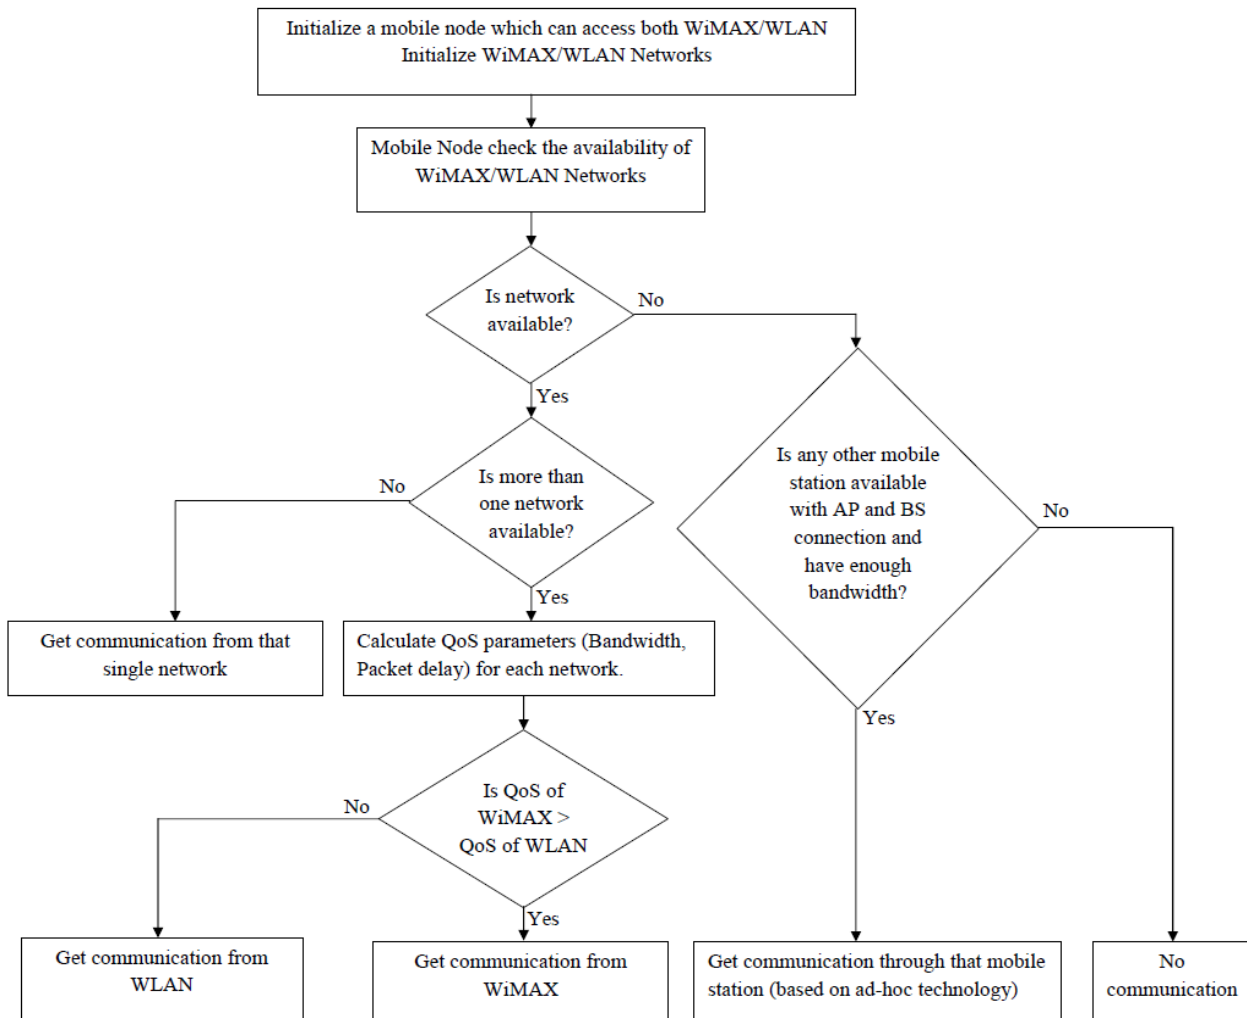 Initialize a mobile node which can access both WiMAX/WLAN
Initialize WiMAX/WLAN Networks
Mobile Node check the availability of
WiMAX/WLAN Networks
Is network
available?
No
Yes
Is more than
one network
available?
No
Yes
Is any other mobile
station available
with AP and BS
connection and
have enough
bandwidth?
No
Yes
Get communication from that
single network
Calculate QoS parameters (Bandwidth,
Packet delay) for each network.
Is QoS of
WiMAX >
QoS of WLAN
No
Yes
Get communication from
WLAN
Get communication from
WiMAX
Get communication through that mobile
station (based on ad-hoc technology)
No
communication